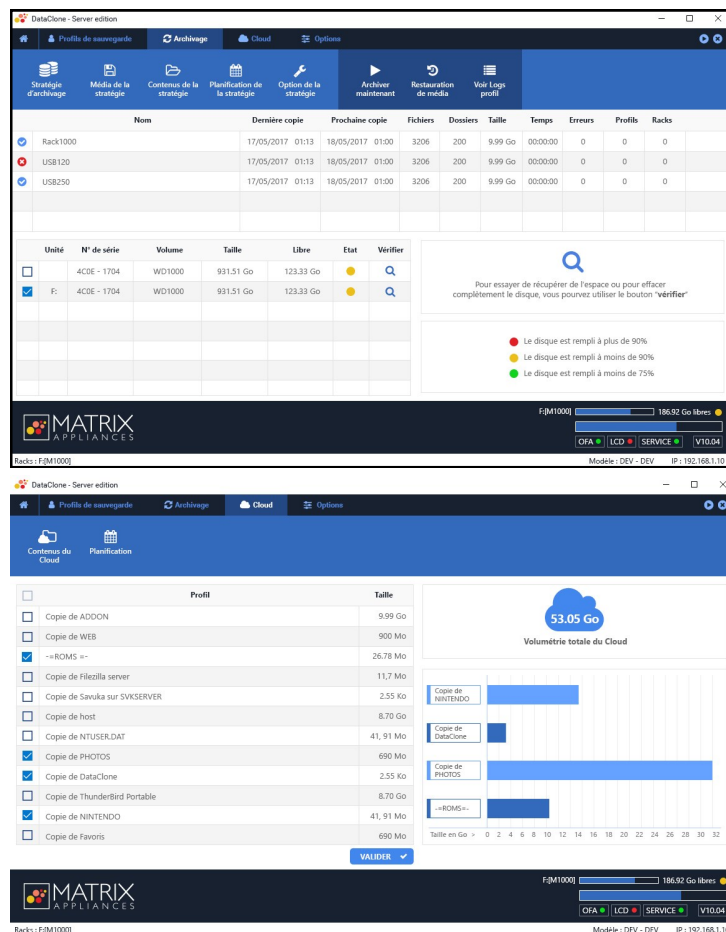 DataClone - Server edition
Profils de sauvegarde Archivage Cloud Options
Stratégie d'archivage Média de la stratégie Contenus de la stratégie Planification de la stratégie Option de la stratégie Archiver maintenant Restauration de média Voir Logs profil
Nom Dernière copie Prochaine copie Fichiers Dossiers Taille Temps Erreurs Profils Racks
Rack1000 17/05/2017 01:13 18/05/2017 01:00 3206 200 9.99 Go 00:00:00 0 0 0
USB120 17/05/2017 01:13 18/05/2017 01:00 3206 200 9.99 Go 00:00:00 0 0 0
USB250 17/05/2017 01:13 18/05/2017 01:00 3206 200 9.99 Go 00:00:00 0 0 0
Unité N° de série Volume Taille Libre Etat Vérifier
4C0E - 1704 WD1000 931.51 Go 123.33 Go
F: 4C0E - 1704 WD1000 931.51 Go 123.33 Go
Pour essayer de récupérer de l'espace ou pour effacer
complètement le disque, vous pourvez utiliser le bouton "vérifier"
Le disque est rempli à plus de 90%
Le disque est rempli à moins de 90%
Le disque est rempli à moins de 75%
MATRIX
APPLIANCES
F:[M1000] 186.92 Go libres
OFA LCD SERVICE V10.04
Racks : F:[M1000] Modèle : DEV - DEV IP : 192.168.1.10
DataClone - Server edition
Profils de sauvegarde Archivage Cloud Options
Contenus du Cloud Planification
Profil Taille
Copie de ADDON 9.99 Go
Copie de WEB 900 Mo
-=ROMS =- 26.78 Mo
Copie de Filezilla server 11,7 Mo
Copie de Savuka sur SVKSERVER 2.55 Ko
Copie de host 8.70 Go
Copie de NTUSER.DAT 41, 91 Mo
Copie de PHOTOS 690 Mo
Copie de DataClone 2.55 Ko
Copie de ThunderBird Portable 8.70 Go
Copie de NINTENDO 41, 91 Mo
Copie de Favoris 690 Mo
VALIDER
53.05 Go
Volumétrie totale du Cloud
Copie de NINTENDO
Copie de DataClone
Copie de PHOTOS
-=ROMS=-
Taille en Go > 0 2 4 6 8 10 12 14 16 18 20 22 24 26 28 30 32
MATRIX
APPLIANCES
F:[M1000] 186.92 Go libres
OFA LCD SERVICE V10.04
Racks : F:[M1000] Modèle : DEV - DEV IP : 192.168.1.1